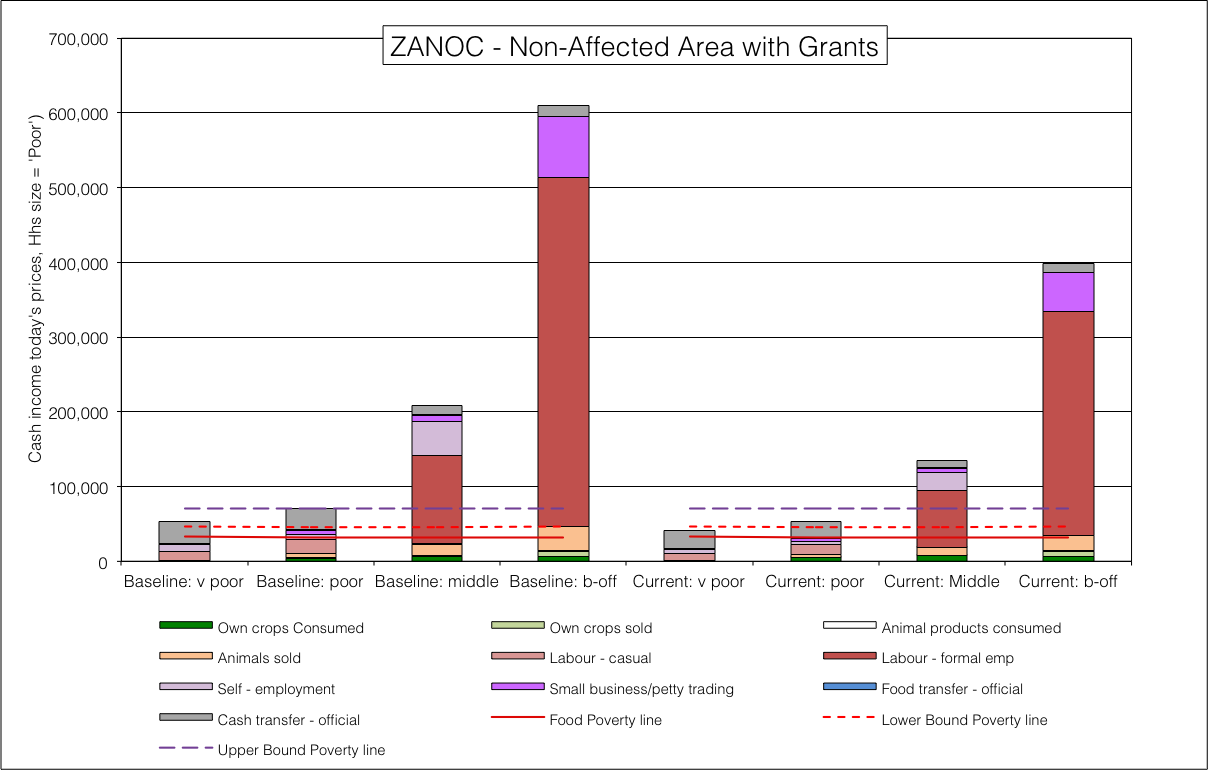 ZANOC - Non-Affected Area with Grants
Cash income today's prices, Hhs size = 'Poor')
700,000
600,000
500,000
400,000
300,000
200,000
100,000
0
Baseline: v poor Baseline: poor Baseline: middle Baseline: b-off Current: v poor Current: poor Current: Middle Current: b-off
Own crops Consumed Own crops sold Animal products consumed
Animals sold Labour - casual Labour - formal emp
Self - employment Small business/petty trading Food transfer - official
Cash transfer - official Food Poverty line Lower Bound Poverty line
Upper Bound Poverty line